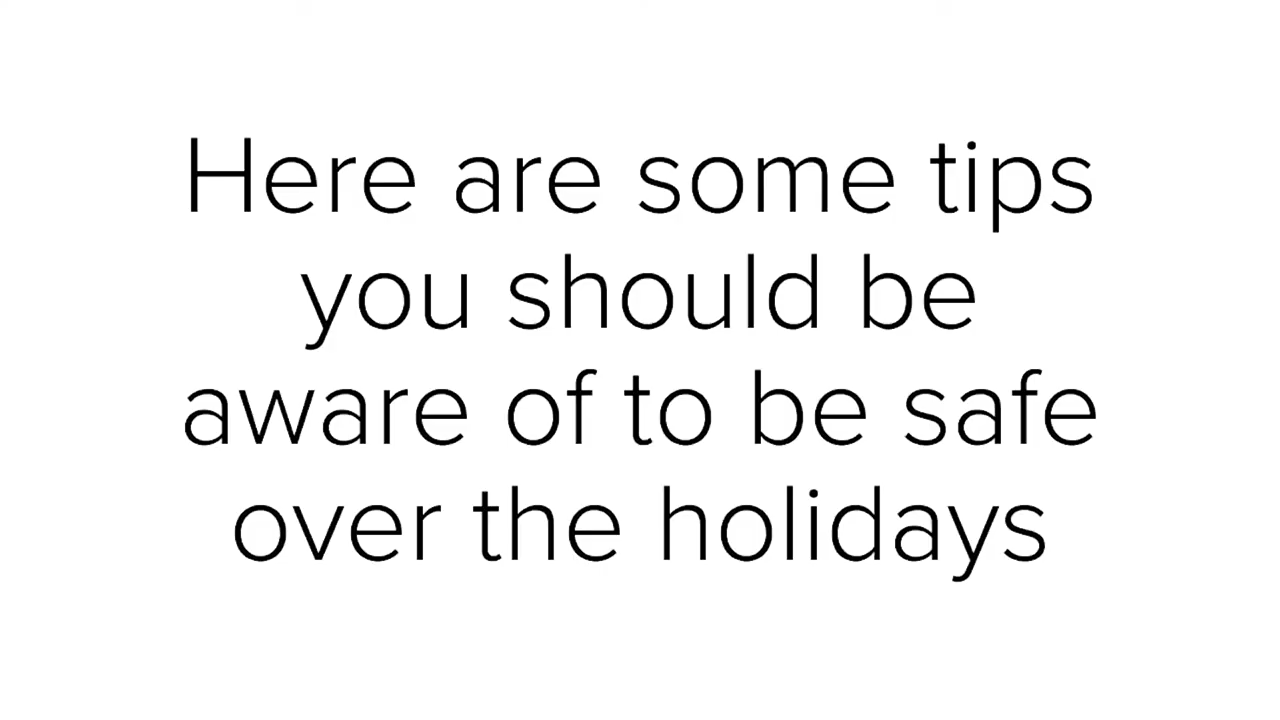 Here are some tips
you should be
aware of to be safe
over the holidays